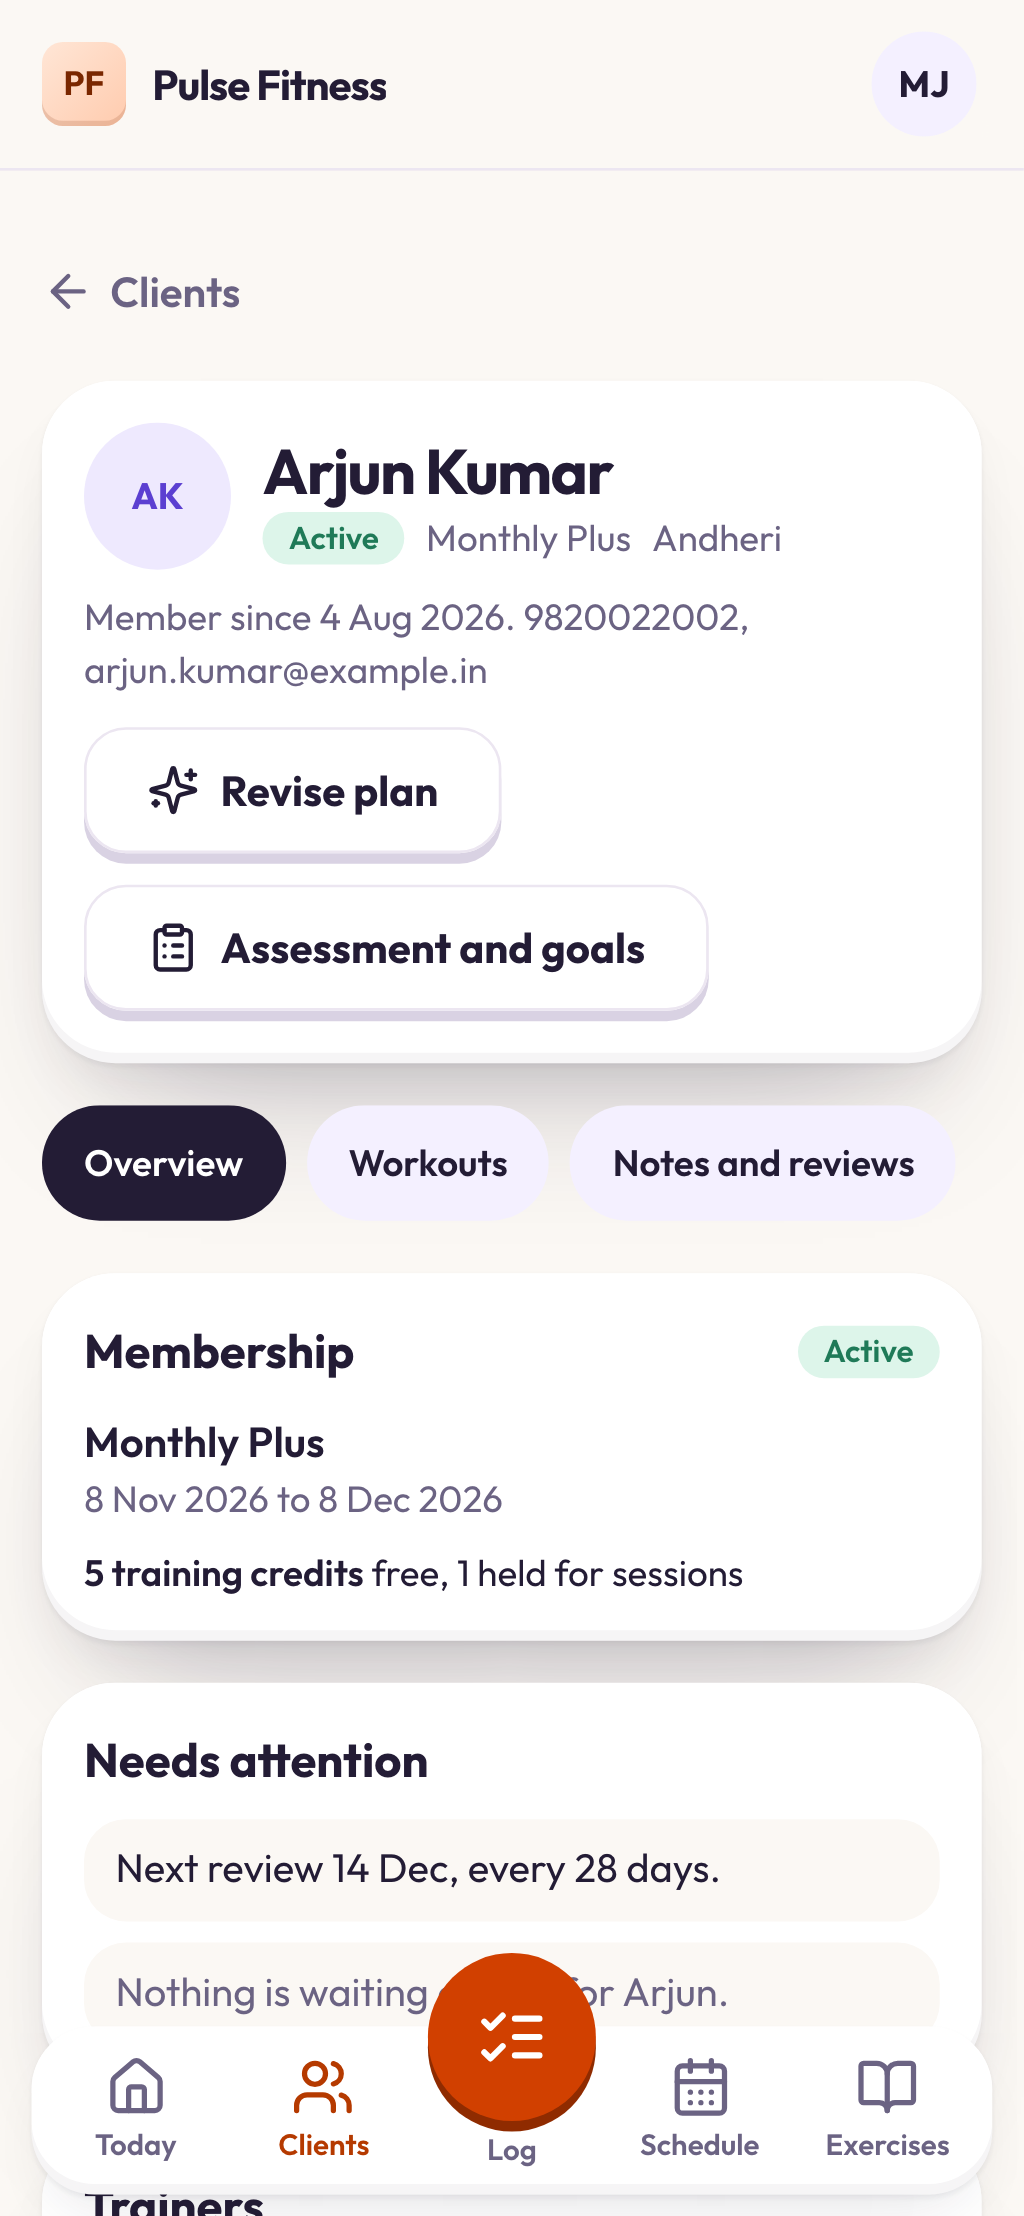 PF
Pulse Fitness
MJ
Clients
AK
Arjun Kumar
Active Monthly Plus Andheri
Member since 4 Aug 2026. 9820022002,
arjun.kumar@example.in
Revise plan
Assessment and goals
Overview
Workouts
Notes and reviews
Membership
Active
Monthly Plus
8 Nov 2026 to 8 Dec 2026
5 training credits free, 1 held for sessions
Needs attention
Next review 14 Dec, every 28 days.
Nothing is waiting for Arjun.
Today
Clients
Log
Schedule
Exercises
Trainers